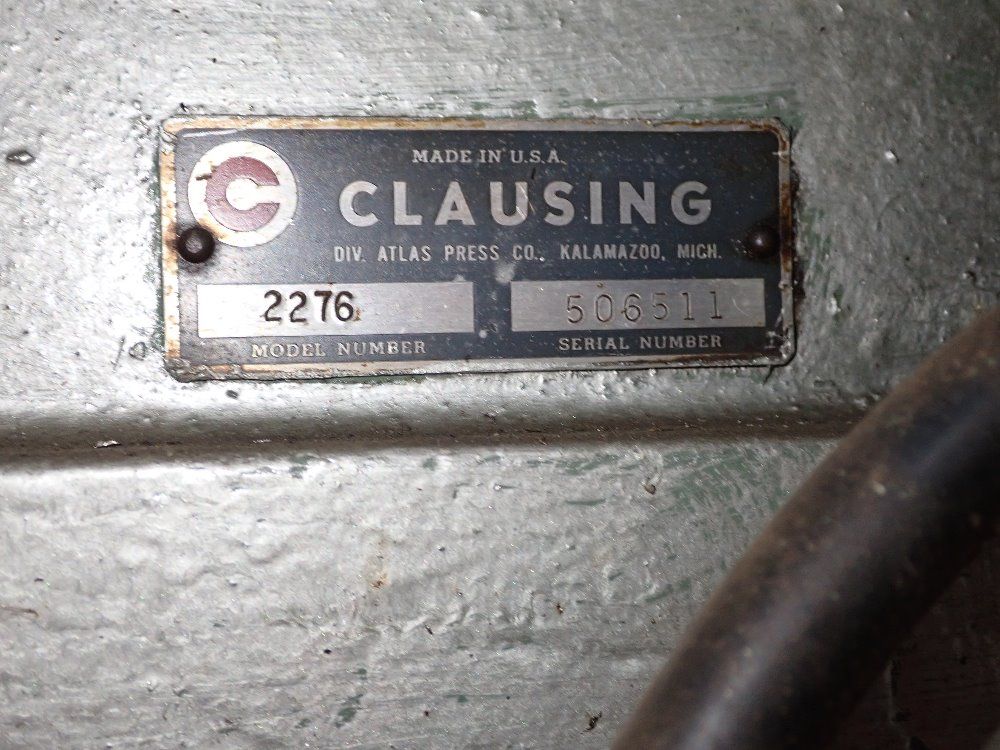 MADE IN U.S.A.
CLAUSING
DIV. ATLAS PRESS CO., KALAMAZOO, MICH.
2276 506511
MODEL NUMBER SERIAL NUMBER